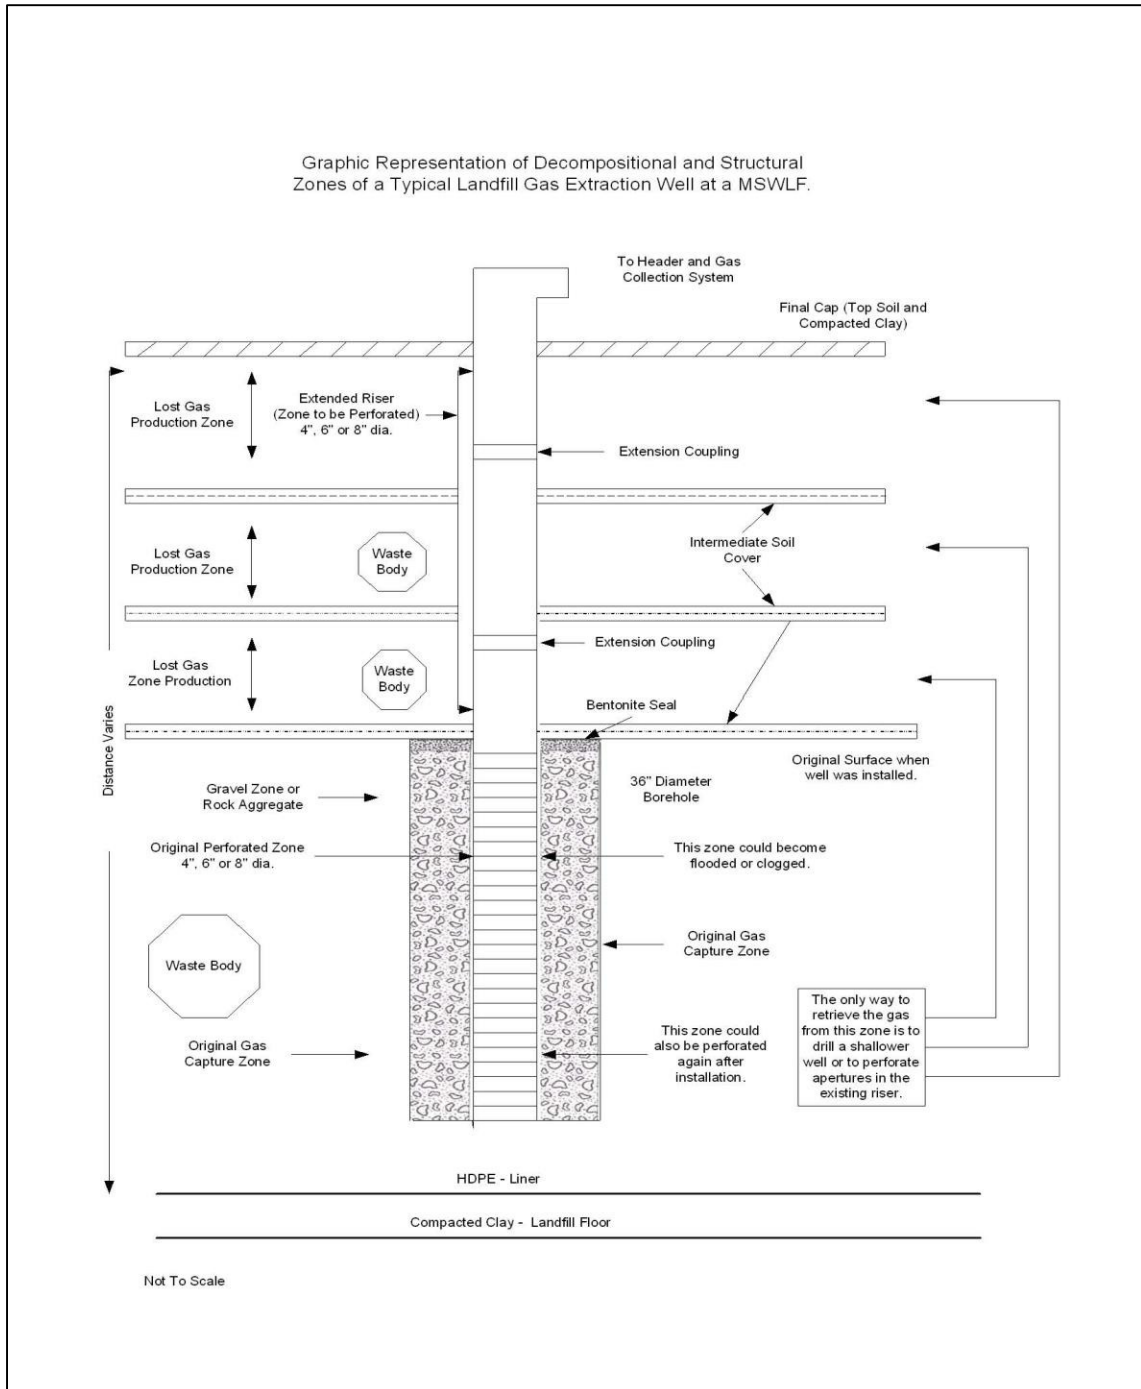 Graphic Representation of Decompositional and Structural
Zones of a Typical Landfill Gas Extraction Well at a MSWLF.
To Header and Gas
Collection System
Final Cap (Top Soil and
Compacted Clay)
Lost Gas
Production Zone
Extended Riser
(Zone to be Perforated)
4", 6" or 8" dia.
Extension Coupling
Lost Gas
Production Zone
Waste
Body
Intermediate Soil
Cover
Extension Coupling
Lost Gas
Zone Production
Waste
Body
Bentonite Seal
Distance Varies
Original Surface when
well was installed.
Gravel Zone or
Rock Aggregate
36" Diameter
Borehole
Original Perforated Zone
4", 6" or 8" dia.
This zone could become
flooded or clogged.
Waste Body
Original Gas
Capture Zone
Original Gas
Capture Zone
This zone could
also be perforated
again after
installation.
The only way to
retrieve the gas
from this zone is to
drill a shallower
well or to perforate
apertures in the
existing riser.
HDPE - Liner
Compacted Clay - Landfill Floor
Not To Scale